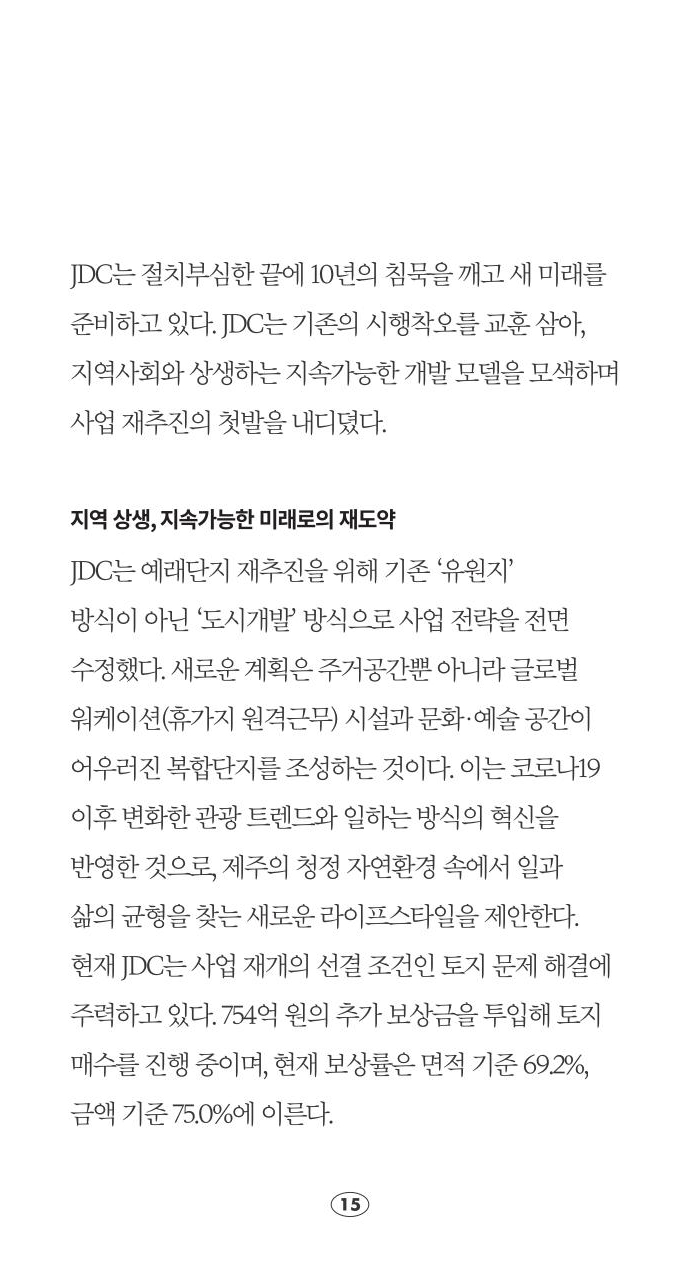 JDC는 절치부심한 끝에 10년의 침묵을 깨고 새 미래를
준비하고 있다. JDC는 기존의 시행착오를 교훈 삼아,
지역사회와 상생하는 지속가능한 개발 모델을 모색하며
사업 재추진의 첫발을 내디뎠다.
지역 상생, 지속가능한 미래로의 재도약
JDC는 예래단지 재추진을 위해 기존 ‘유원지’
방식이 아닌 ‘도시개발’ 방식으로 사업 전략을 전면
수정했다. 새로운 계획은 주거공간뿐 아니라 글로벌
워케이션(휴가지 원격근무) 시설과 문화·예술 공간이
어우러진 복합단지를 조성하는 것이다. 이는 코로나19
이후 변화한 관광 트렌드와 일하는 방식의 혁신을
반영한 것으로, 제주의 청정 자연환경 속에서 일과
삶의 균형을 찾는 새로운 라이프스타일을 제안한다.
현재 JDC는 사업 재개의 선결 조건인 토지 문제 해결에
주력하고 있다. 754억 원의 추가 보상금을 투입해 토지
매수를 진행 중이며, 현재 보상률은 면적 기준 69.2%,
금액 기준 75.0%에 이른다.
15